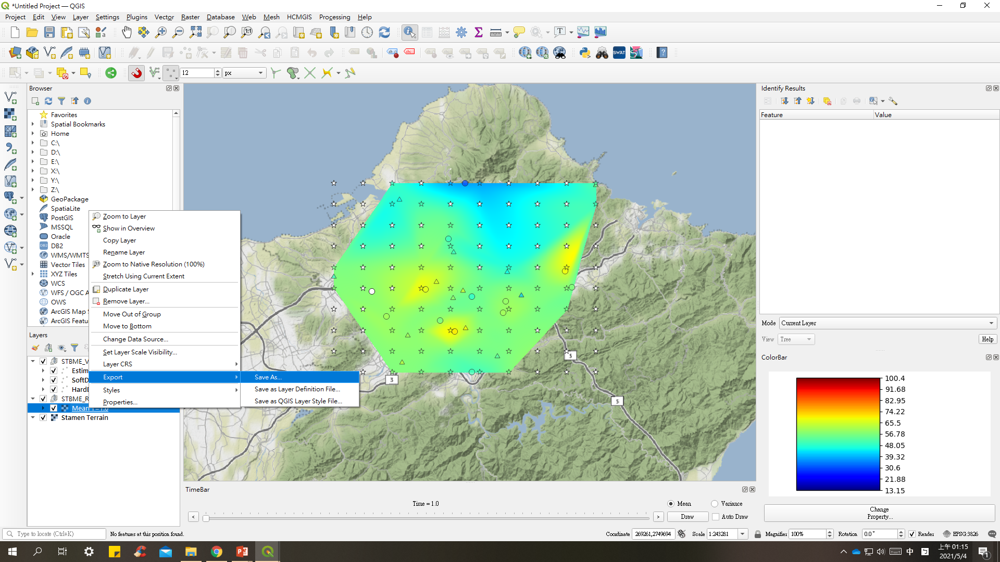 *Untitled Project — QGIS
Project Edit View Layer Settings Plugins Vector Raster Database Web Mesh HCMGIS Processing Help
12 px
Browser
Favorites
Spatial Bookmarks
Home
C:\
D:\
E:\
X:\
Y:\
Z:\
GeoPackage
SpatiaLite
PostGIS
MSSQL
Oracle
DB2
WMS/WMTS
Vector Tiles
XYZ Tiles
WCS
WFS / OGC A
OWS
ArcGIS Map S
ArcGIS Featu
Zoom to Layer
Show in Overview
Copy Layer
Rename Layer
Zoom to Native Resolution (100%)
Stretch Using Current Extent
Duplicate Layer
Remove Layer...
Move Out of Group
Move to Bottom
Change Data Source...
Set Layer Scale Visibility...
Layer CRS
Export
Styles
Properties...
Save As...
Save as Layer Definition File...
Save as QGIS Layer Style File...
Layers
STBME_V
Estim
SoftD
HardD
STBME_R
Mean T = 1.0
Stamen Terrain
3
5
5
Identify Results
Feature Value
Mode Current Layer
View Tree Help
ColorBar
100.4
91.68
82.95
74.22
65.5
56.78
48.05
39.32
30.6
21.88
13.15
Change
Property...
TimeBar
Time = 1.0
Mean Variance
< > Draw Auto Draw
Type to locate (Ctrl+K) No features at this position found. Coordinate 269261,2749694 Scale 1:243281 Magnifier 100% Rotation 0.0 ° Render EPSG:3826
中 上午 01:15
2021/5/4
1
SWAT